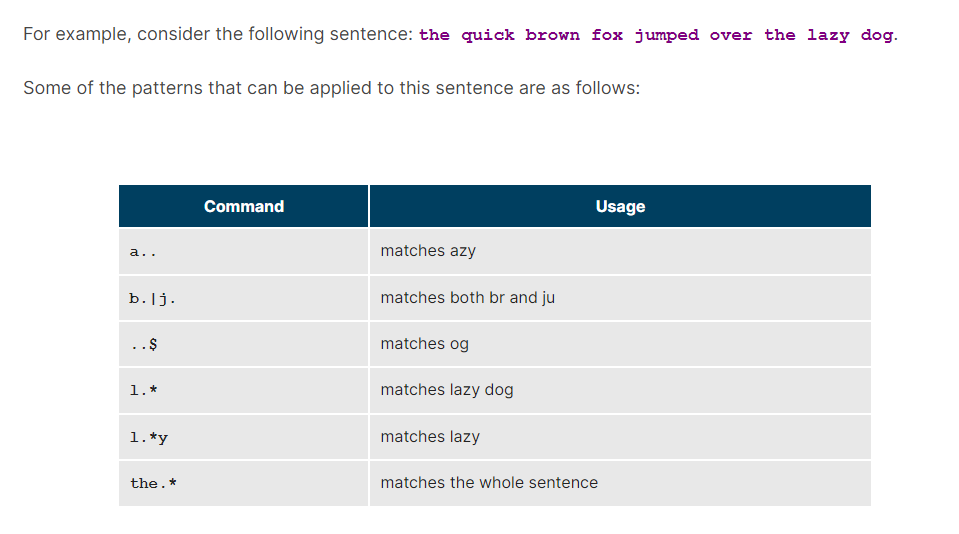 For example, consider the following sentence: the quick brown fox jumped over the lazy dog.
Some of the patterns that can be applied to this sentence are as follows:
Command Usage
a.. matches azy
b.|j. matches both br and ju
..$ matches og
l.* matches lazy dog
l.*y matches lazy
the.* matches the whole sentence